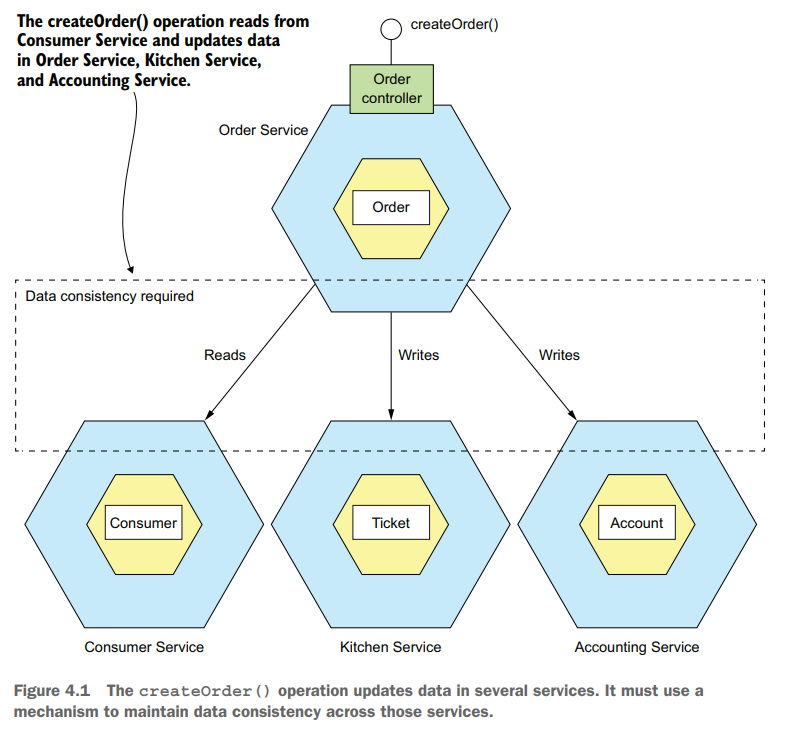 The createOrder() operation reads from
Consumer Service and updates data
in Order Service, Kitchen Service,
and Accounting Service.
createOrder()
Order
controller
Order Service
Order
Data consistency required
Reads
Writes
Writes
Consumer
Ticket
Account
Consumer Service
Kitchen Service
Accounting Service
Figure 4.1 The createOrder() operation updates data in several services. It must use a
mechanism to maintain data consistency across those services.